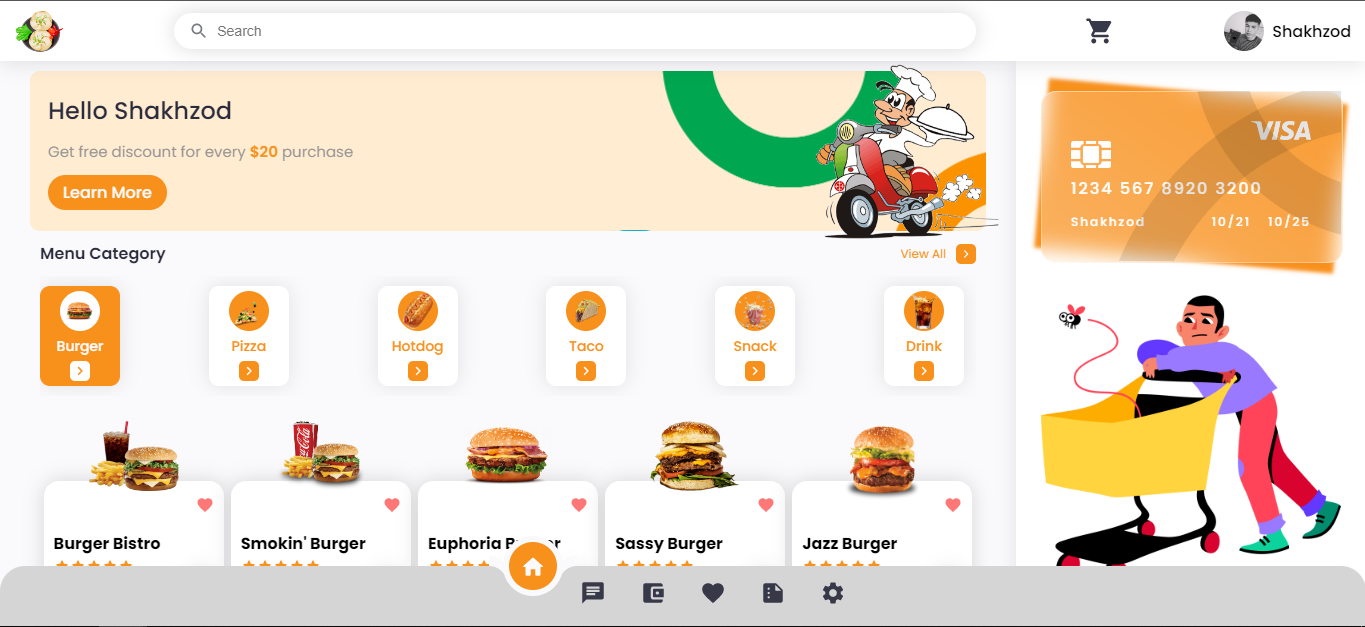 Search
Shakhzod
Hello Shakhzod
Get free discount for every $20 purchase
Learn More
VISA
1234 567 8920 3200
Shakhzod 10/21 10/25
Menu Category
View All
Burger
Pizza
Hotdog
Taco
Snack
Drink
Coca-Cola
Burger Bistro
Smokin' Burger
Euphoria
Sassy Burger
Jazz Burger